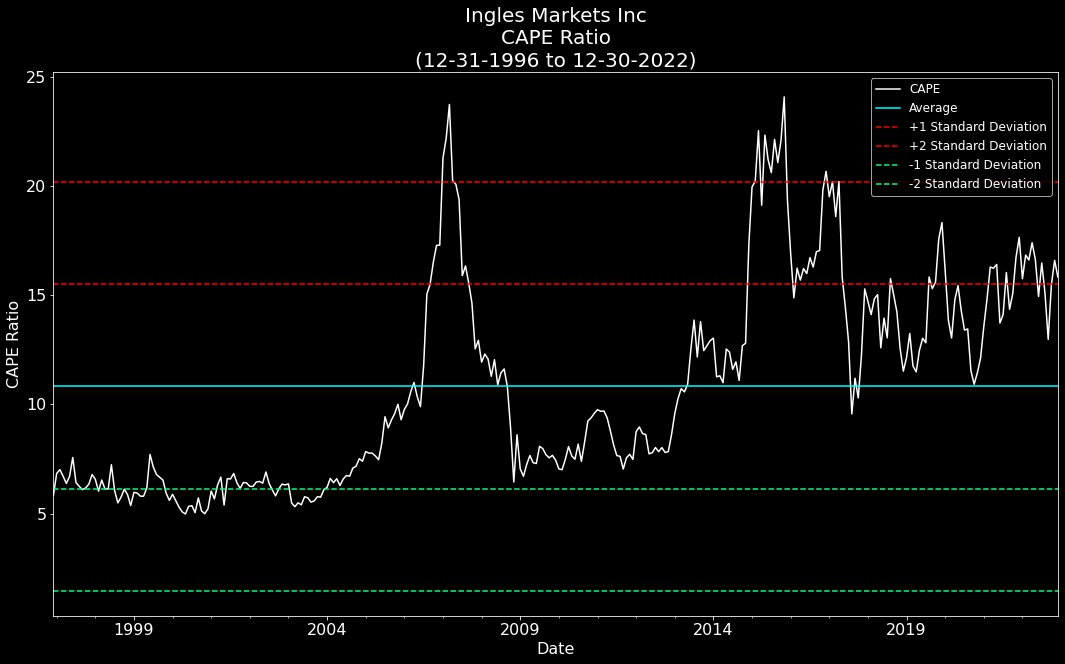 Ingles Markets Inc
CAPE Ratio
(12-31-1996 to 12-30-2022)
CAPE
Average
+1 Standard Deviation
+2 Standard Deviation
-1 Standard Deviation
-2 Standard Deviation
CAPE Ratio
25
20
15
10
5
1999
2004
2009
2014
2019
Date